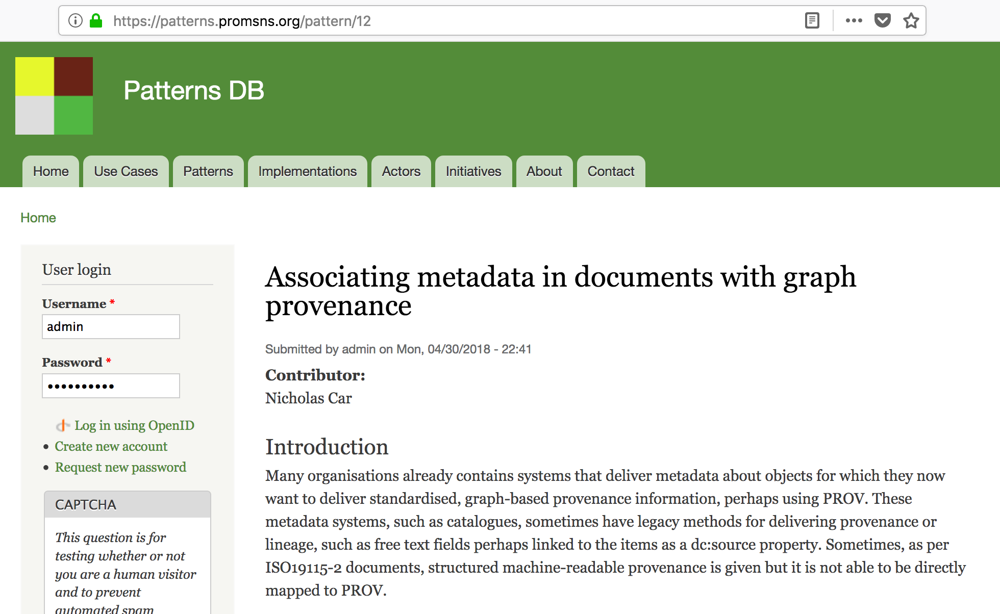 https://patterns.promsns.org/pattern/12
Patterns DB
Home
Use Cases
Patterns
Implementations
Actors
Initiatives
About
Contact
Home
User login
Username *
admin
Password *
••••••••••
Log in using OpenID
• Create new account
• Request new password
CAPTCHA
This question is for
testing whether or not
you are a human visitor
and to prevent
automated spam
Associating metadata in documents with graph
provenance
Submitted by admin on Mon, 04/30/2018 - 22:41
Contributor:
Nicholas Car
Introduction
Many organisations already contains systems that deliver metadata about objects for which they now
want to deliver standardised, graph-based provenance information, perhaps using PROV. These
metadata systems, such as catalogues, sometimes have legacy methods for delivering provenance or
lineage, such as free text fields perhaps linked to the items as a dc:source property. Sometimes, as per
ISO19115-2 documents, structured machine-readable provenance is given but it is not able to be directly
mapped to PROV.